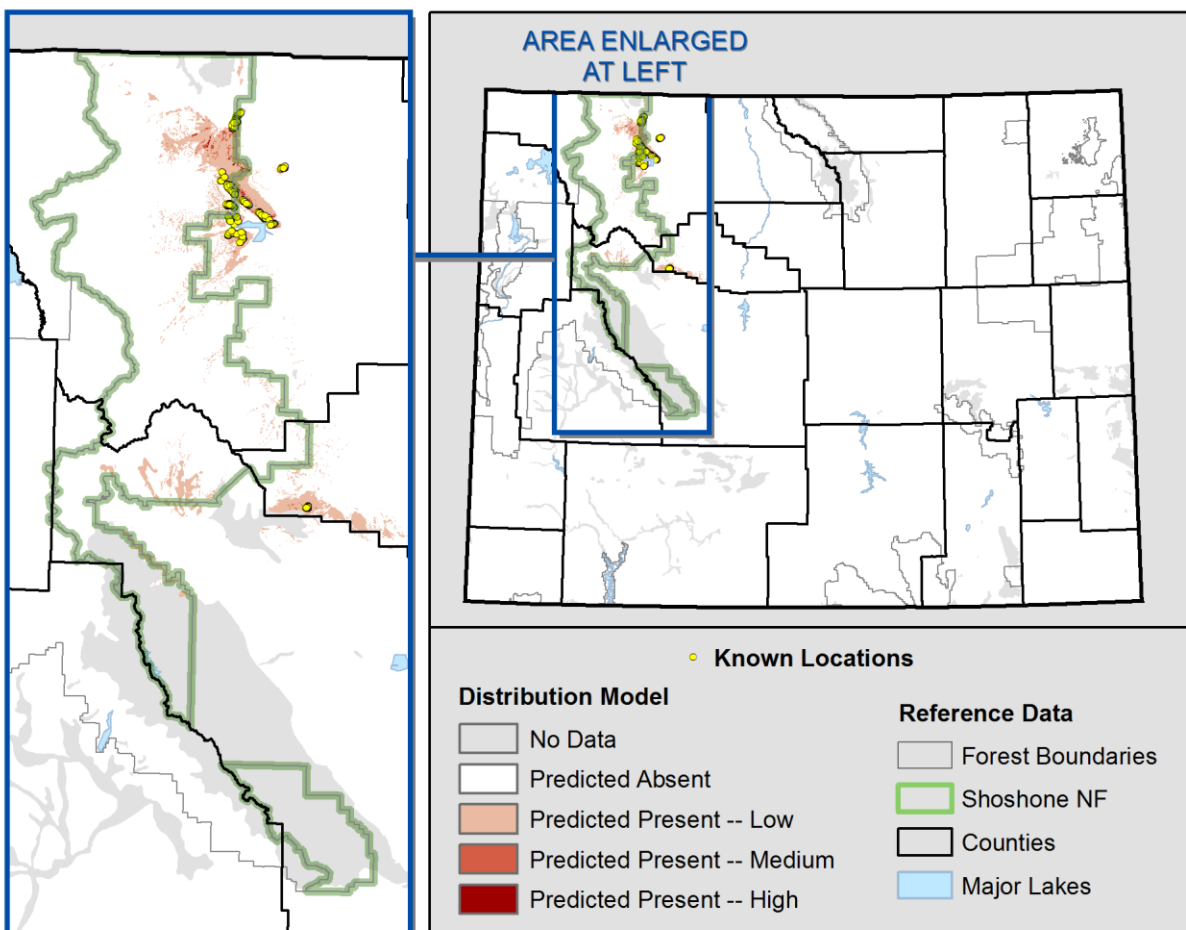 AREA ENLARGED
AT LEFT
Known Locations
Distribution Model
No Data
Predicted Absent
Predicted Present -- Low
Predicted Present -- Medium
Predicted Present -- High
Reference Data
Forest Boundaries
Shoshone NF
Counties
Major Lakes